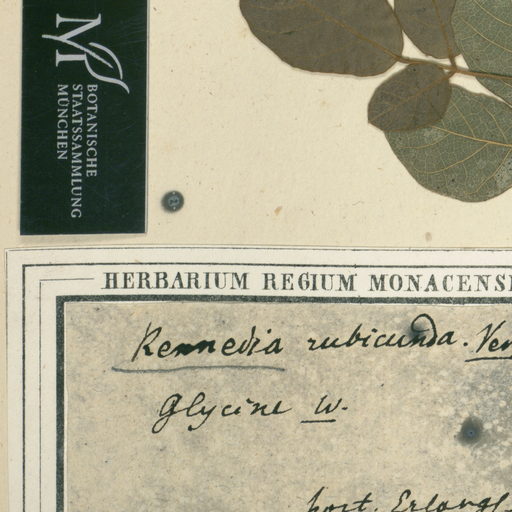 M
BOTANISCHE
STAATSSAMMLUNG
MÜNCHEN
HERBARIUM REGIUM MONACENS
Kennedia rubicunda. Ven
Glycine W.
hort. Erlang